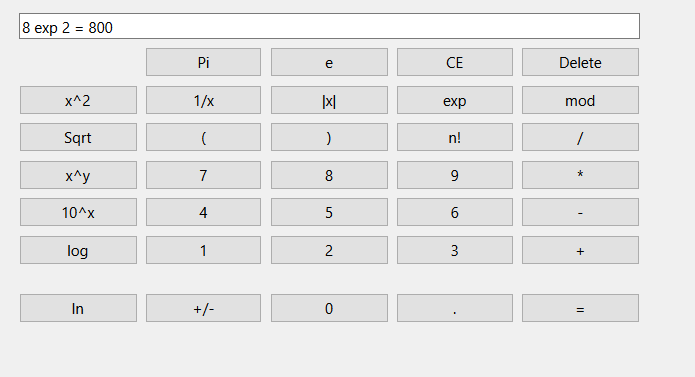 8 exp 2 = 800
Pi e CE Delete
x^2 1/x |x| exp mod
Sqrt ( ) n! /
x^y 7 8 9 *
10^x 4 5 6 -
log 1 2 3 +
ln +/- 0 . =